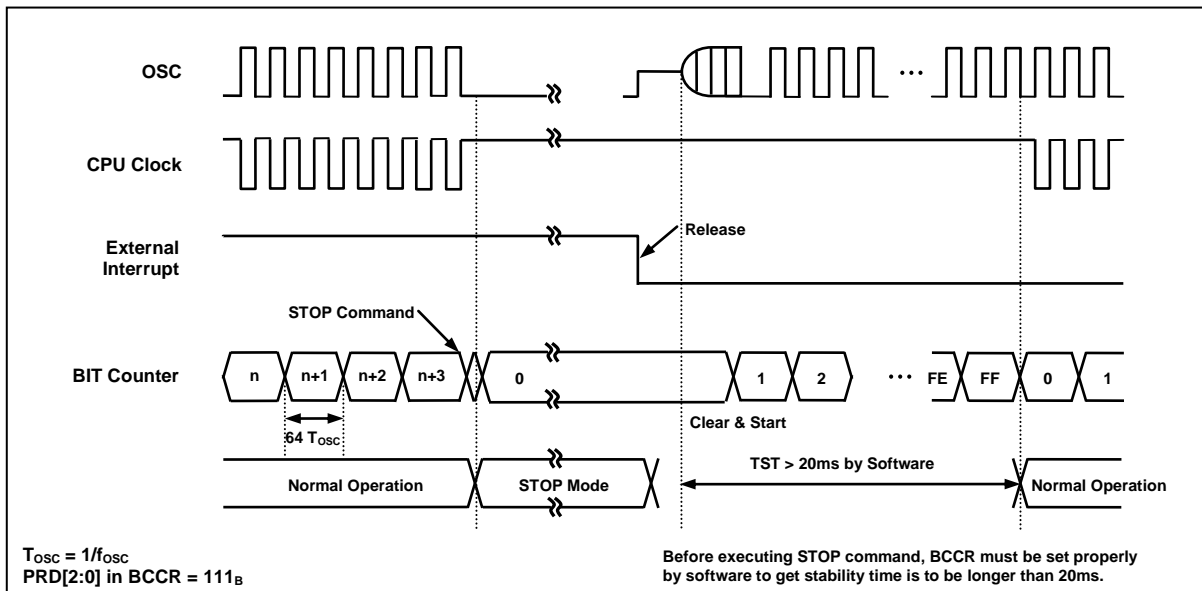 OSC
CPU Clock
External
Interrupt
Release
STOP Command
BIT Counter
n
n+1
n+2
n+3
0
1
2
FE
FF
0
1
Clear & Start
64 TOSC
TST > 20ms by Software
Normal Operation
STOP Mode
Normal Operation
TOSC = 1/fOSC
PRD[2:0] in BCCR = 111B
Before executing STOP command, BCCR must be set properly
by software to get stability time is to be longer than 20ms.